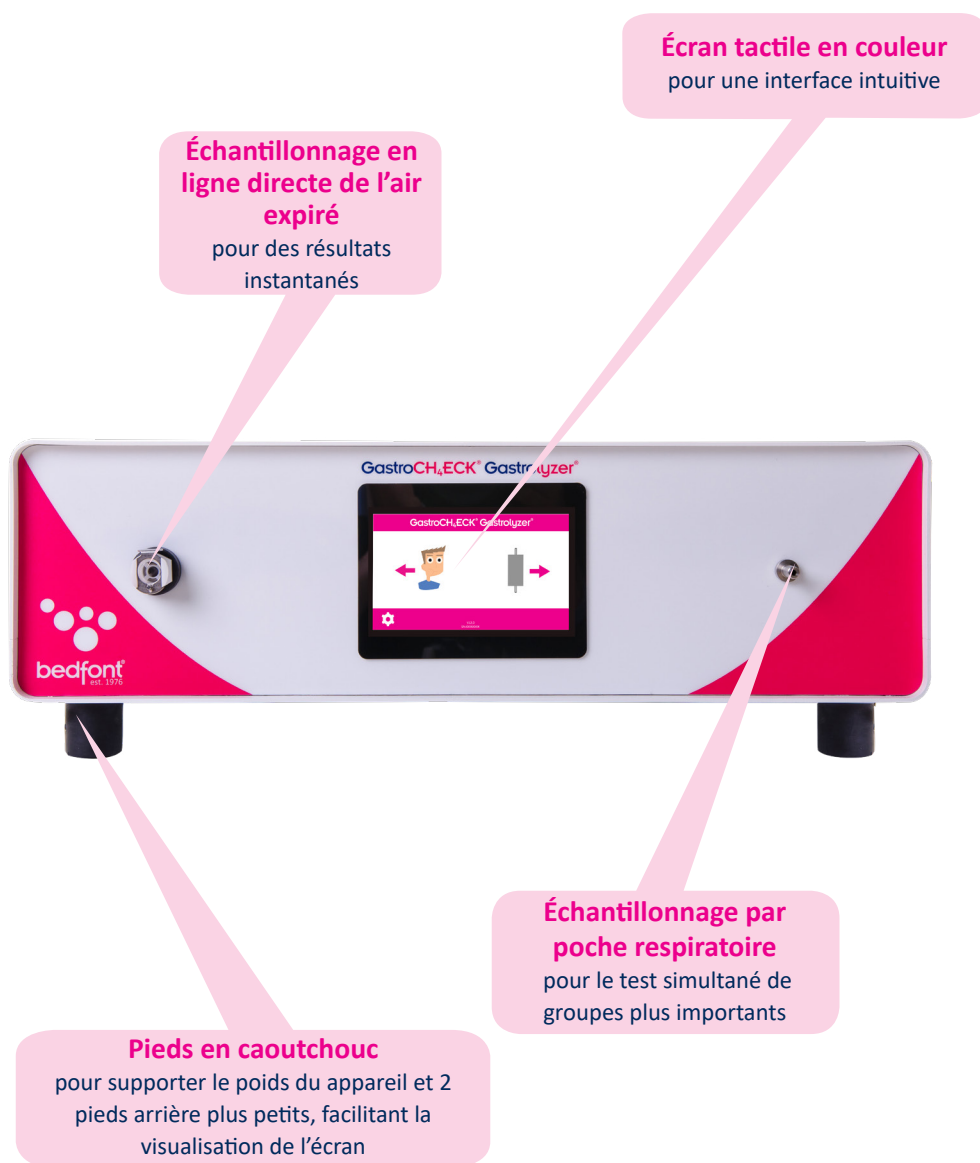 Écran tactile en couleur
pour une interface intuitive
Échantillonnage en
ligne directe de l’air
expiré
pour des résultats
instantanés
GastroCH₄ECK® Gastrolyzer®
GastroCH₄ECK® Gastrolyzer®
bedfont®
est. 1976
Échantillonnage par
poche respiratoire
pour le test simultané de
groupes plus importants
Pieds en caoutchouc
pour supporter le poids du appareil et 2
pieds arrière plus petits, facilitant la
visualisation de l’écran